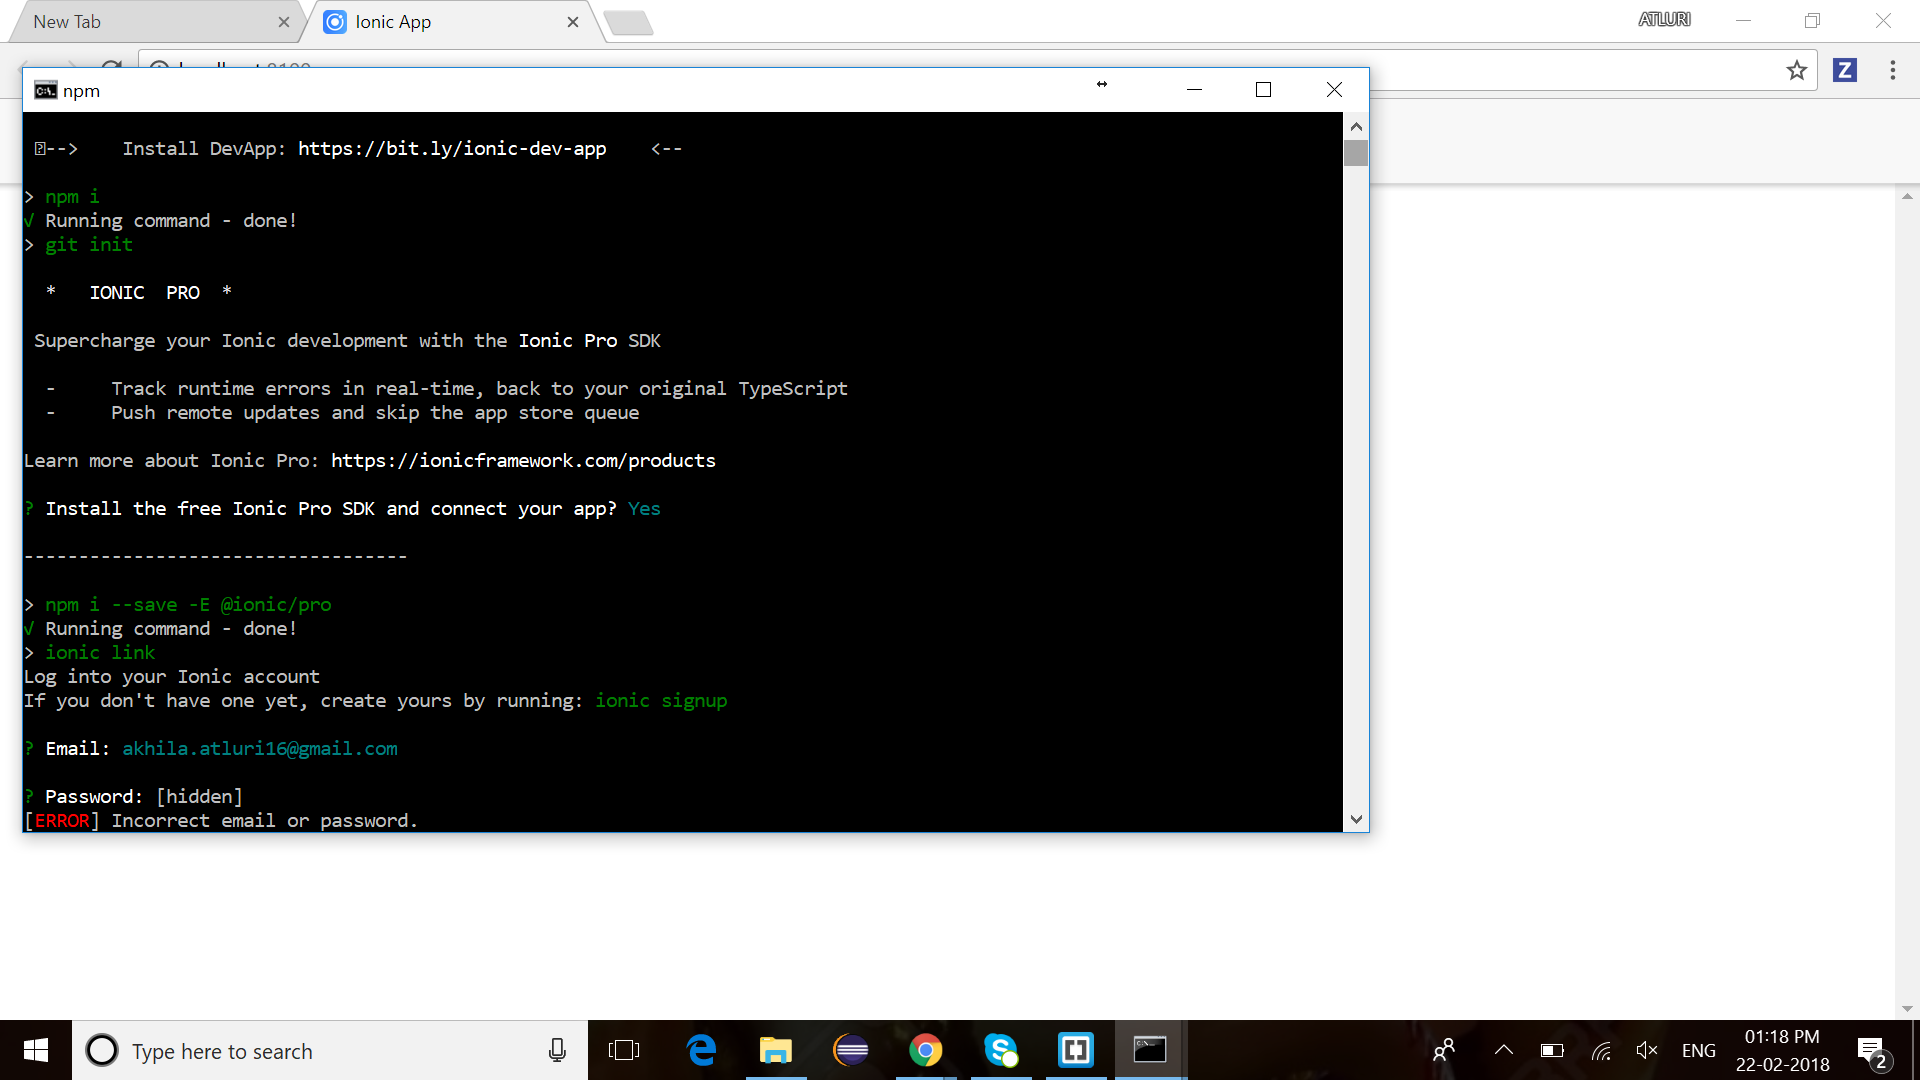 New Tab
Ionic App
ATLURI
npm
--> Install DevApp: https://bit.ly/ionic-dev-app <--
> npm i
√ Running command - done!
> git init
* IONIC PRO *
Supercharge your Ionic development with the Ionic Pro SDK
- Track runtime errors in real-time, back to your original TypeScript
- Push remote updates and skip the app store queue
Learn more about Ionic Pro: https://ionicframework.com/products
? Install the free Ionic Pro SDK and connect your app? Yes
-----------------------------------
> npm i --save -E @ionic/pro
√ Running command - done!
> ionic link
Log into your Ionic account
If you don't have one yet, create yours by running: ionic signup
? Email: akhila.atluri16@gmail.com
? Password: [hidden]
[ERROR] Incorrect email or password.
Type here to search
ENG
01:18 PM
22-02-2018
2